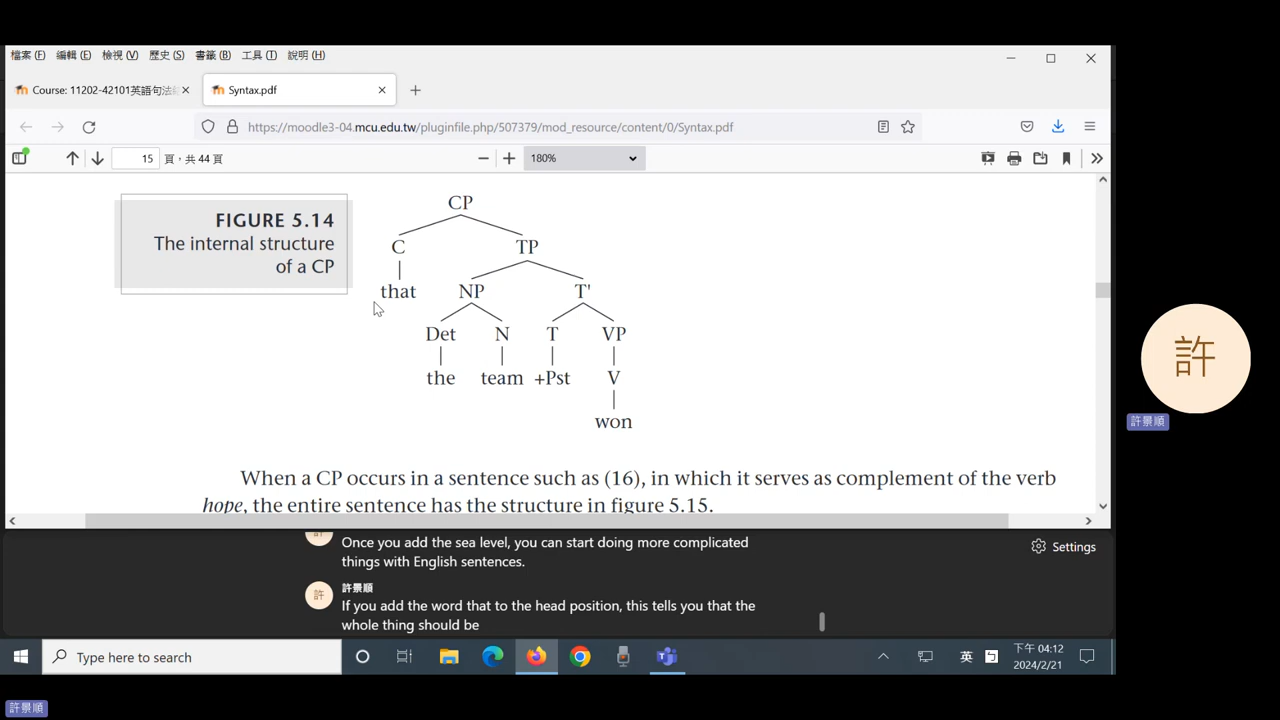 檔案 (F) 編輯 (E) 檢視 (V) 歷史 (S) 書籤 (B) 工具 (T) 說明 (H)
Course: 11202-42101英語句法
Syntax.pdf
https://moodle3-04.mcu.edu.tw/pluginfile.php/507379/mod_resource/content/0/Syntax.pdf
15 頁，共 44 頁
180%
FIGURE 5.14
The internal structure
of a CP
CP
C TP
that NP T'
Det N T VP
the team +Pst V
won
When a CP occurs in a sentence such as (16), in which it serves as complement of the verb
hope, the entire sentence has the structure in figure 5.15.
許
許景順
許
Once you add the sea level, you can start doing more complicated
things with English sentences.
Settings
許景順
許
If you add the word that to the head position, this tells you that the
whole thing should be
Type here to search
英
下午 04:12
2024/2/21
許景順